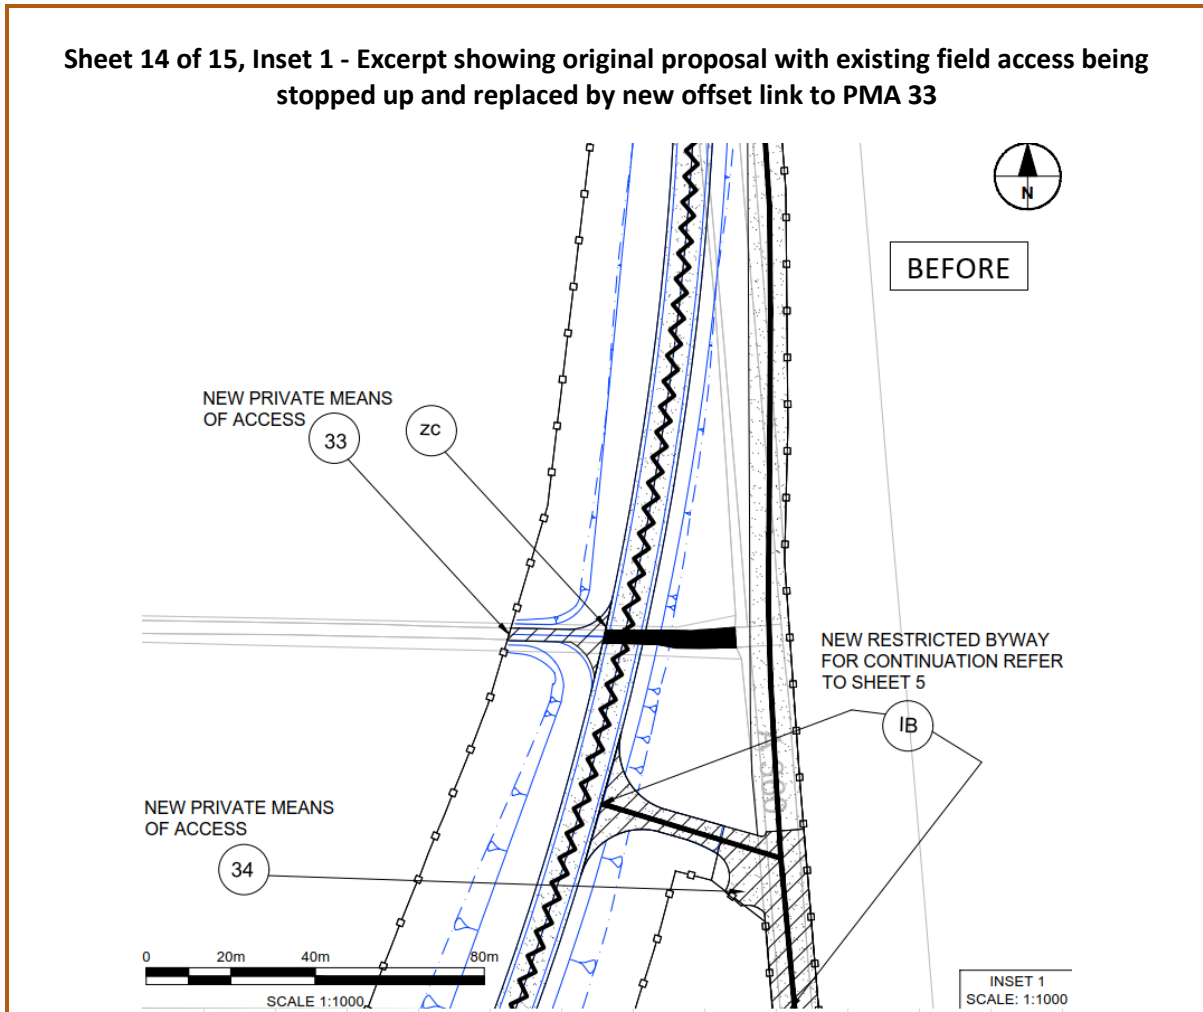 Sheet 14 of 15, Inset 1 - Excerpt showing original proposal with existing field access being
stopped up and replaced by new offset link to PMA 33
N
BEFORE
NEW PRIVATE MEANS
OF ACCESS
33
zc
NEW RESTRICTED BYWAY
FOR CONTINUATION REFER
TO SHEET 5
IB
NEW PRIVATE MEANS
OF ACCESS
34
0 20m 40m 80m
SCALE 1:1000
INSET 1
SCALE: 1:1000